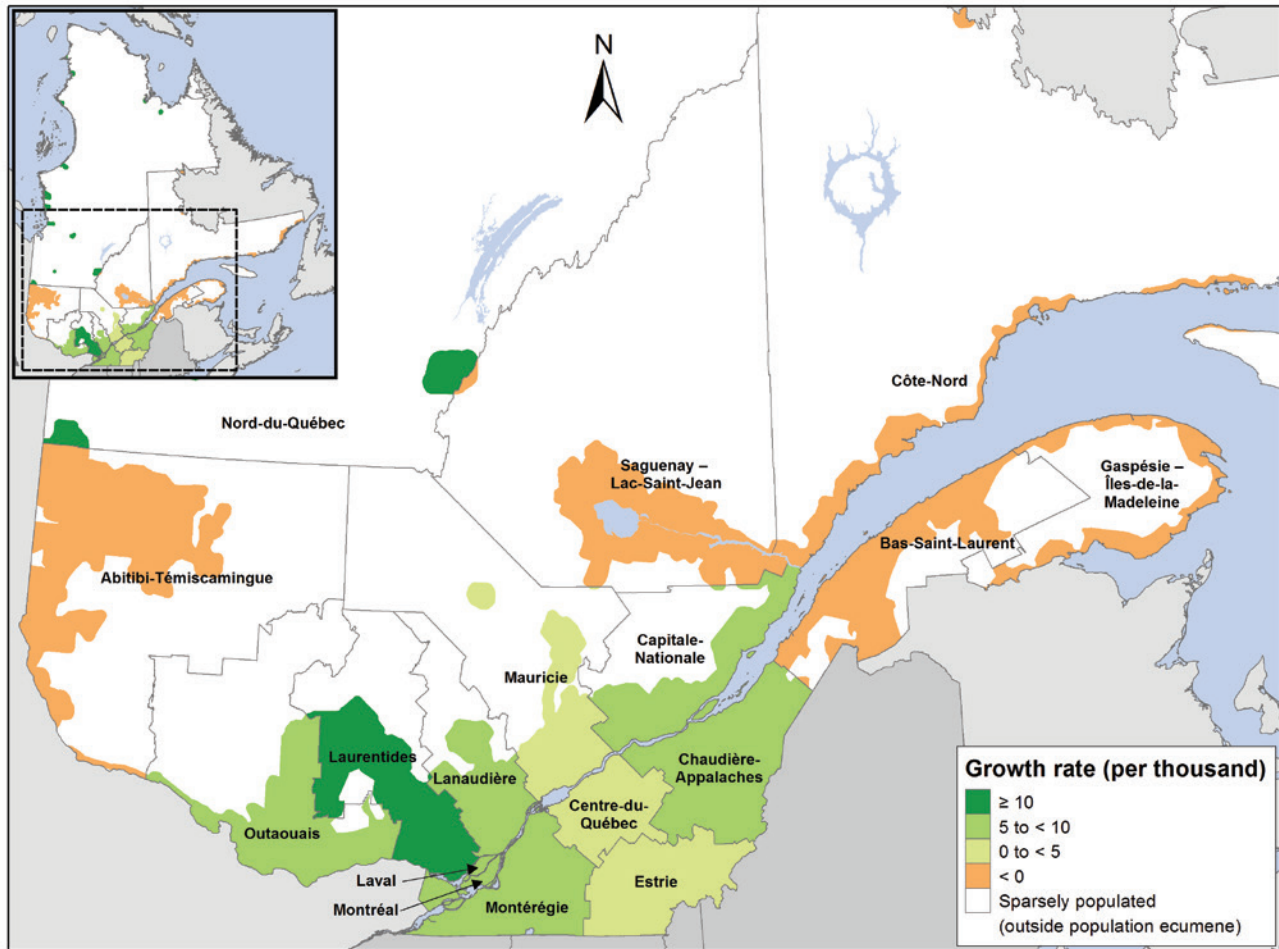 N
Côte-Nord
Nord-du-Québec
Saguenay –
Lac-Saint-Jean
Gaspésie –
Îles-de-la-
Madeleine
Bas-Saint-Laurent
Abitibi-Témiscamingue
Capitale-
Nationale
Mauricie
Laurentides
Lanaudière
Chaudière-
Appalaches
Centre-du-
Québec
Outaouais
Laval
Estrie
Montréal
Montérégie
Growth rate (per thousand)
≥ 10
5 to < 10
0 to < 5
< 0
Sparsely populated
(outside population ecumene)